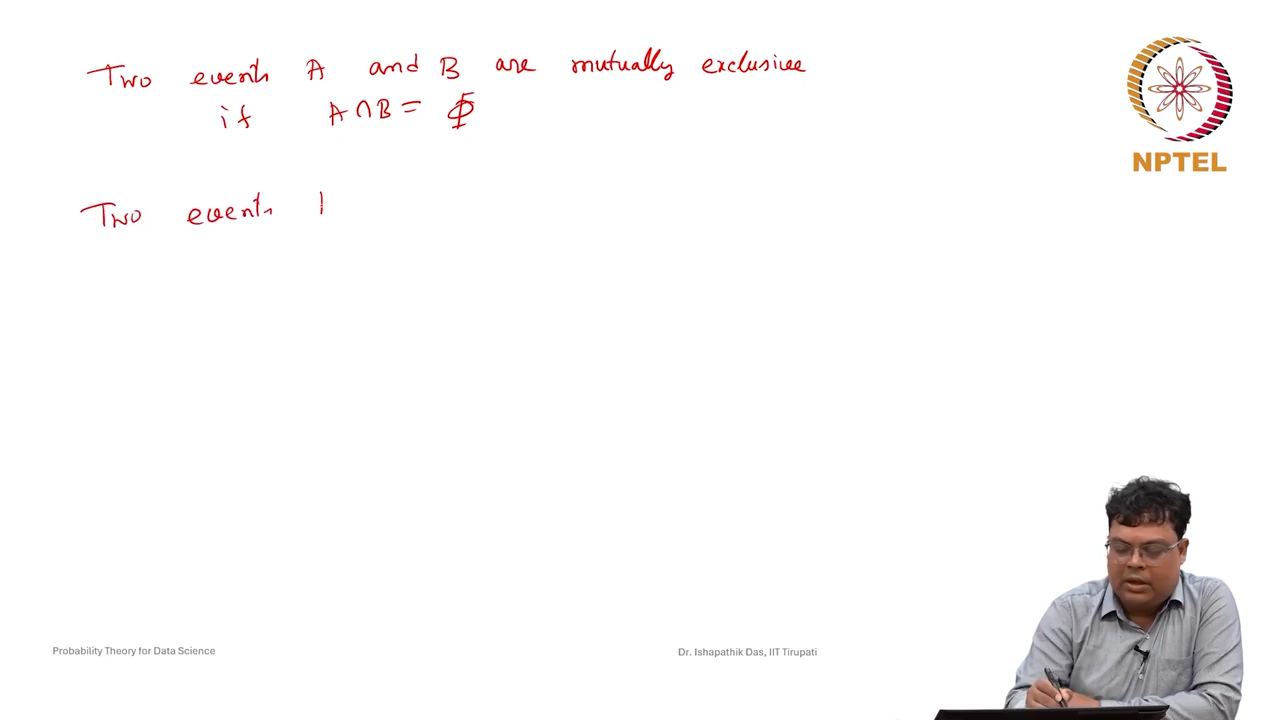 Two events A and B are mutually exclusive
if A ∩ B = Φ
NPTEL
Two events
Probability Theory for Data Science
Dr. Ishapathik Das, IIT Tirupati